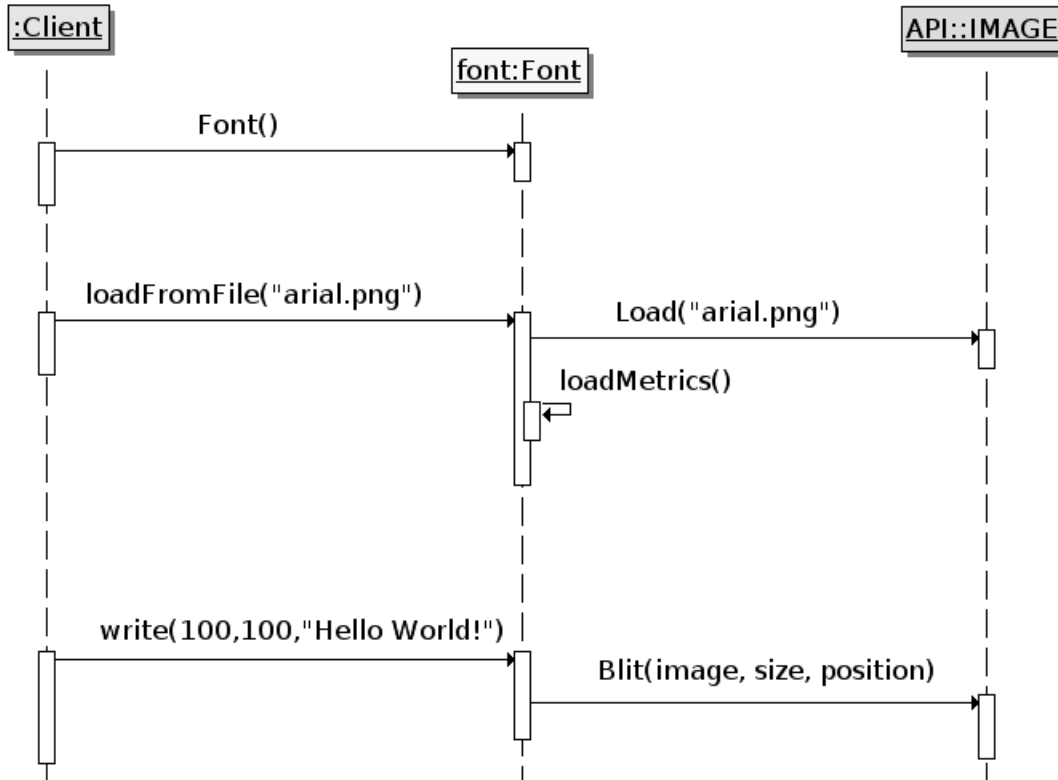 :Client
font:Font
API::IMAGE
Font()
loadFromFile("arial.png")
Load("arial.png")
loadMetrics()
write(100,100,"Hello World!")
Blit(image, size, position)